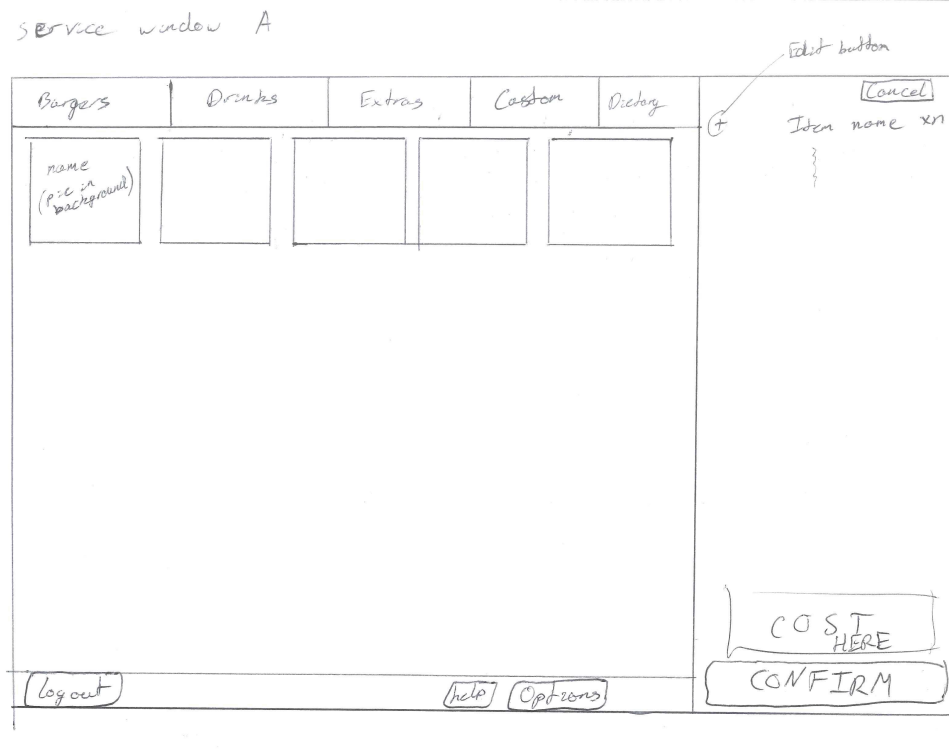 service window A
Edit button
Burgers Drinks Extras Custom Dietary
Cancel
+ Item name xn
name
(pic in
background)
COST
HERE
CONFIRM
logout help Options